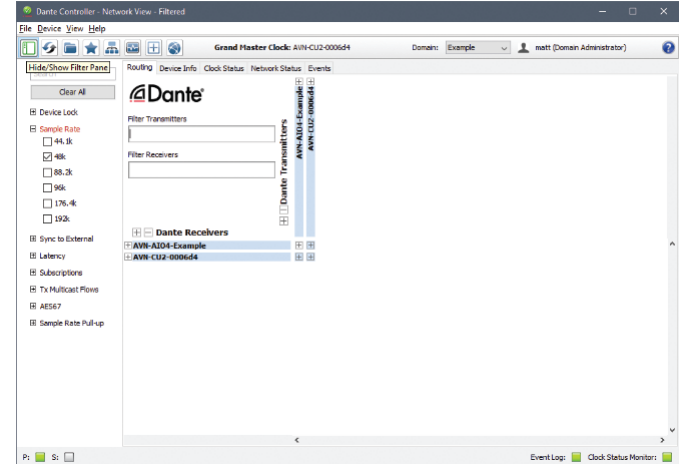 Dante Controller - Network View - Filtered
File Device View Help
Grand Master Clock: AVN-CU2-0006d4
Domain: Example
matt (Domain Administrator)
?
Hide/Show Filter Pane
Clear All
Device Lock
Sample Rate
44.1k
48k
88.2k
96k
176.4k
192k
Sync to External
Latency
Subscriptions
Tx Multicast Flows
AES67
Sample Rate Pull-up
Routing Device Info Clock Status Network Status Events
Dante®
Filter Transmitters
Filter Receivers
Dante Transmitters
AVN-AIO4-Example
AVN-CU2-0006d4
Dante Receivers
AVN-AIO4-Example
AVN-CU2-0006d4
P: S:
Event Log: Clock Status Monitor: